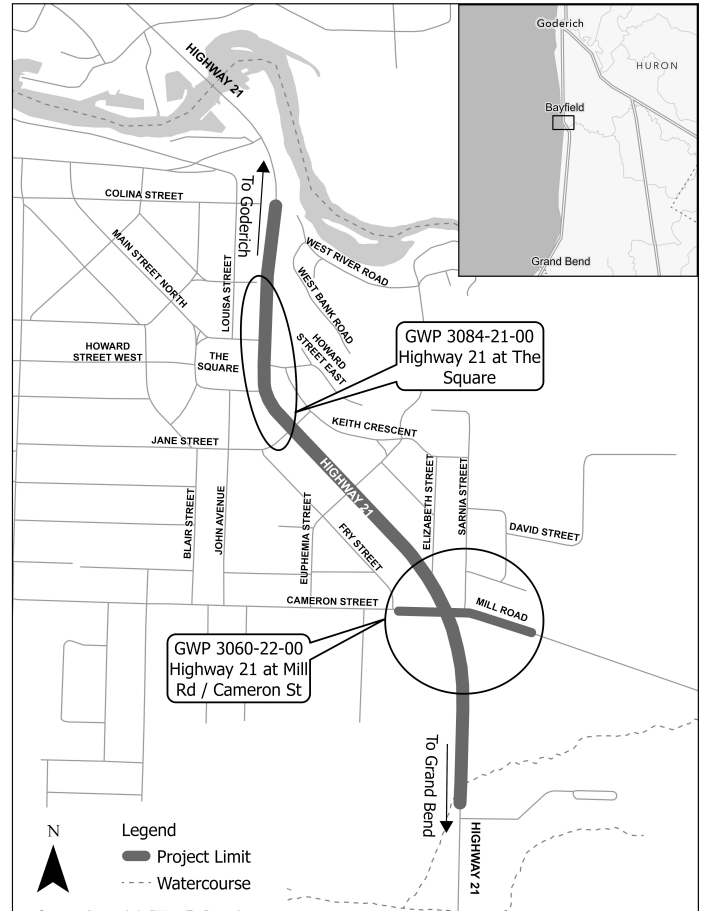 Goderich
HURON
Bayfield
Grand Bend
HIGHWAY 21
To Goderich
COLINA STREET
MAIN STREET NORTH
LOUISA STREET
WEST RIVER ROAD
WEST BANK ROAD
HOWARD
STREET EAST
HOWARD
STREET WEST
THE
SQUARE
GWP 3084-21-00
Highway 21 at The
Square
KEITH CRESCENT
JANE STREET
HIGHWAY 21
BLAIR STREET
JOHN AVENUE
EUPHEMIA STREET
FRY STREET
ELIZABETH STREET
SARNIA STREET
DAVID STREET
CAMERON STREET
MILL ROAD
GWP 3060-22-00
Highway 21 at Mill
Rd / Cameron St
To Grand Bend
HIGHWAY 21
N
Legend
Project Limit
Watercourse